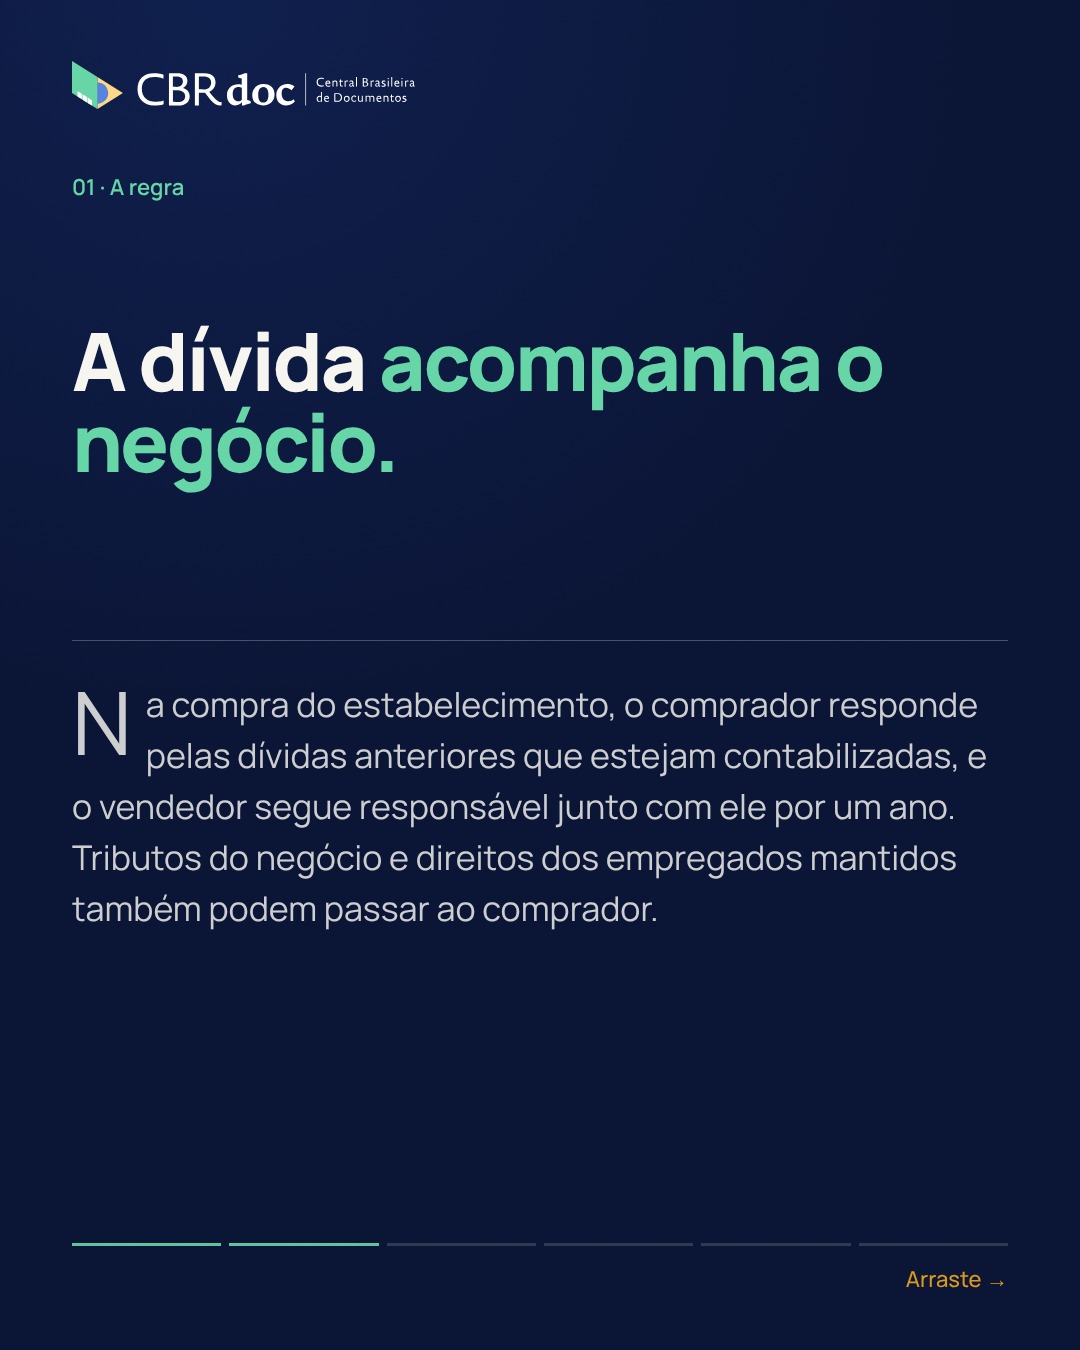 CBRdoc
Central Brasileira
de Documentos
01 · A regra
A dívida acompanha o
negócio.
Na compra do estabelecimento, o comprador responde
pelas dívidas anteriores que estejam contabilizadas, e
o vendedor segue responsável junto com ele por um ano.
Tributos do negócio e direitos dos empregados mantidos
também podem passar ao comprador.
Arraste →